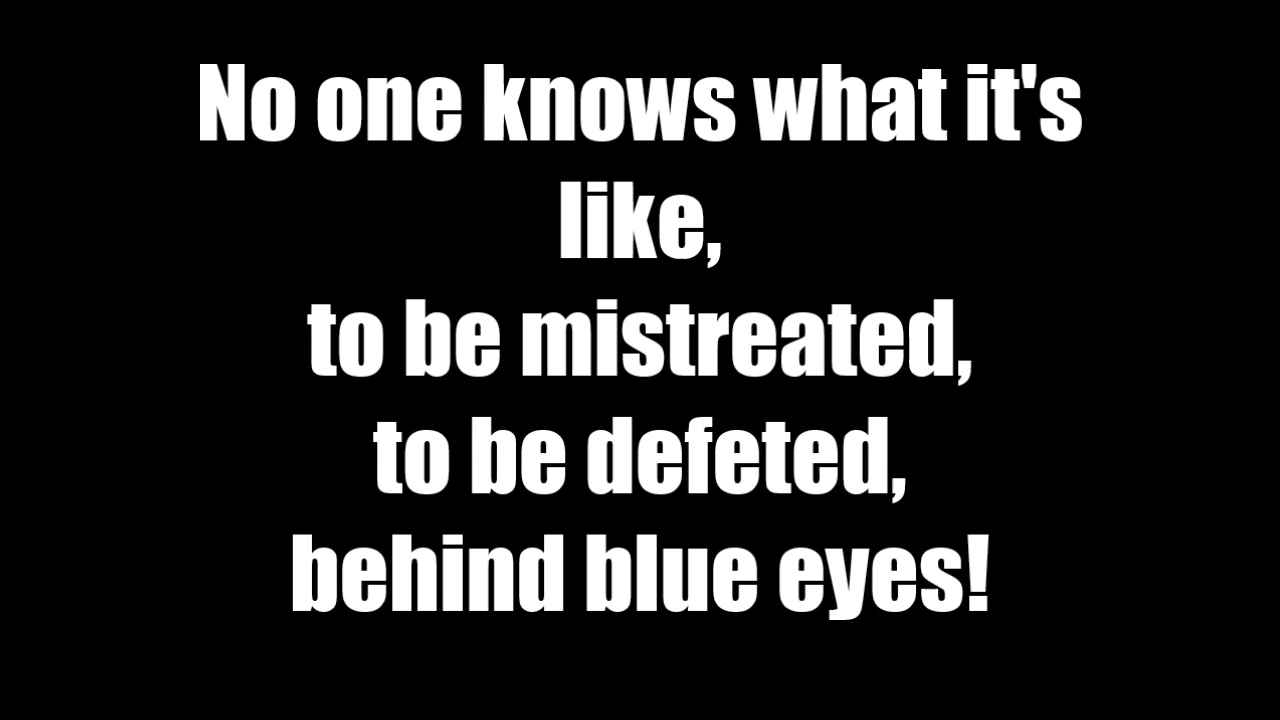 No one knows what it's
like,
to be mistreated,
to be defeted,
behind blue eyes!